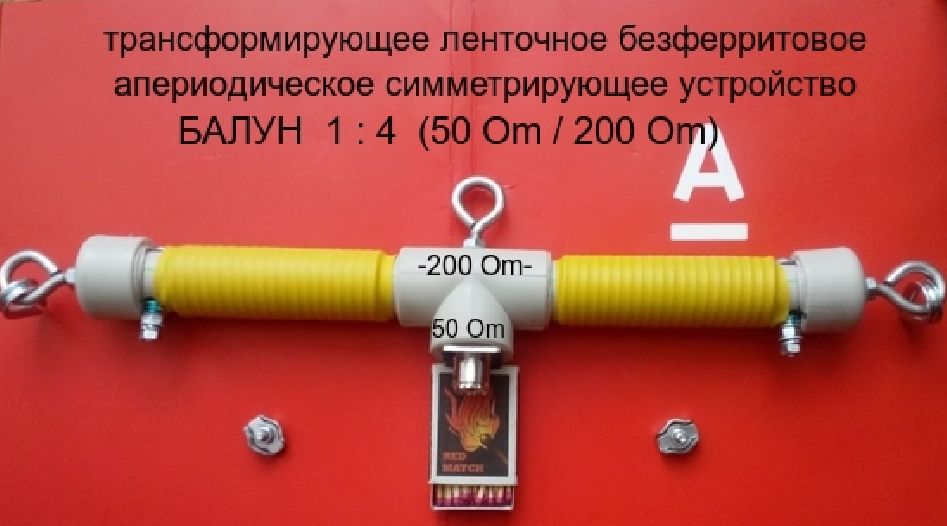 трансформирующее ленточное безферритовое
апериодическое симметрирующее устройство
БАЛУН 1 : 4 (50 Om / 200 Om)
А
-200 Om-
50 Om
RED
MATCH